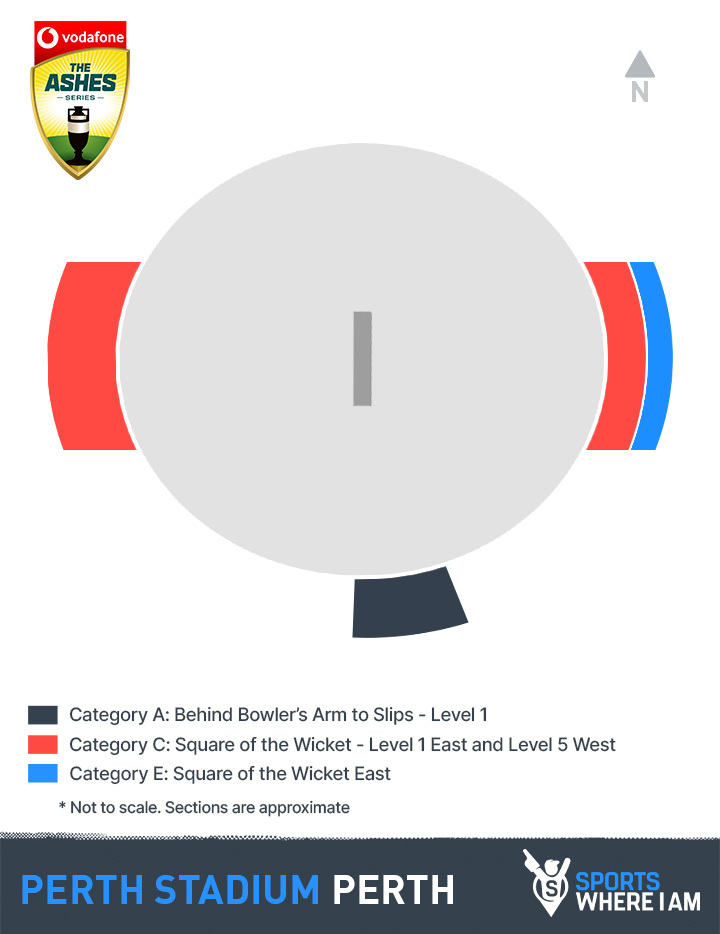 vodafone
THE
ASHES
SERIES
N
Category A: Behind Bowler's Arm to Slips - Level 1
Category C: Square of the Wicket - Level 1 East and Level 5 West
Category E: Square of the Wicket East
* Not to scale. Sections are approximate
PERTH STADIUM PERTH
S
SPORTS
WHERE I AM